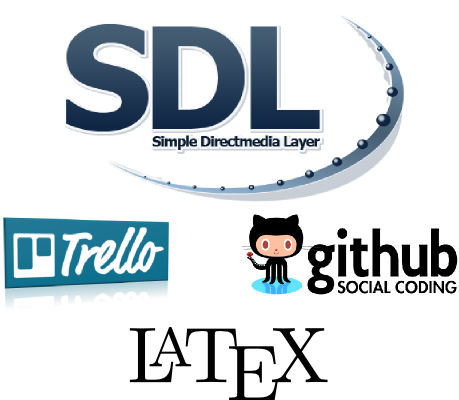 SDL
Simple Directmedia Layer
Trello
github
SOCIAL CODING
LATEX